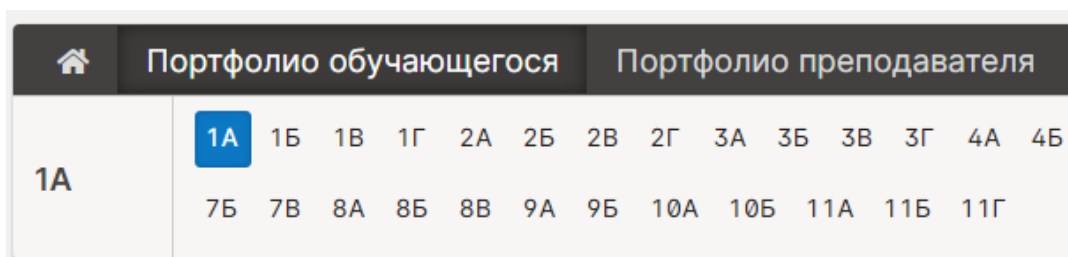 Портфолио обучающегося Портфолио преподавателя
1А
1А 1Б 1В 1Г 2А 2Б 2В 2Г 3А 3Б 3В 3Г 4А 4Б
7Б 7В 8А 8Б 8В 9А 9Б 10А 10Б 11А 11Б 11Г